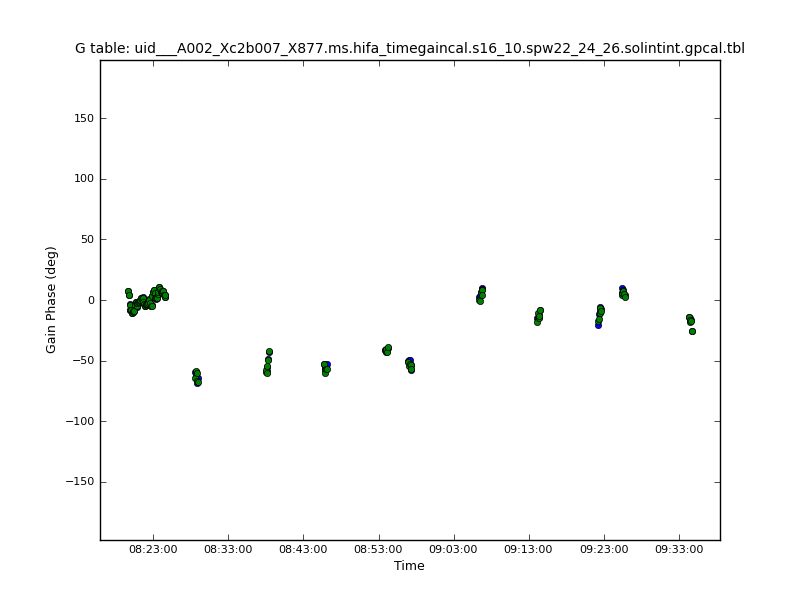 G table: uid___A002_Xc2b007_X877.ms.hifa_timegaincal.s16_10.spw22_24_26.solintint.gpcal.tbl
150
100
50
0
−50
−100
−150
Gain Phase (deg)
08:23:00 08:33:00 08:43:00 08:53:00 09:03:00 09:13:00 09:23:00 09:33:00
Time